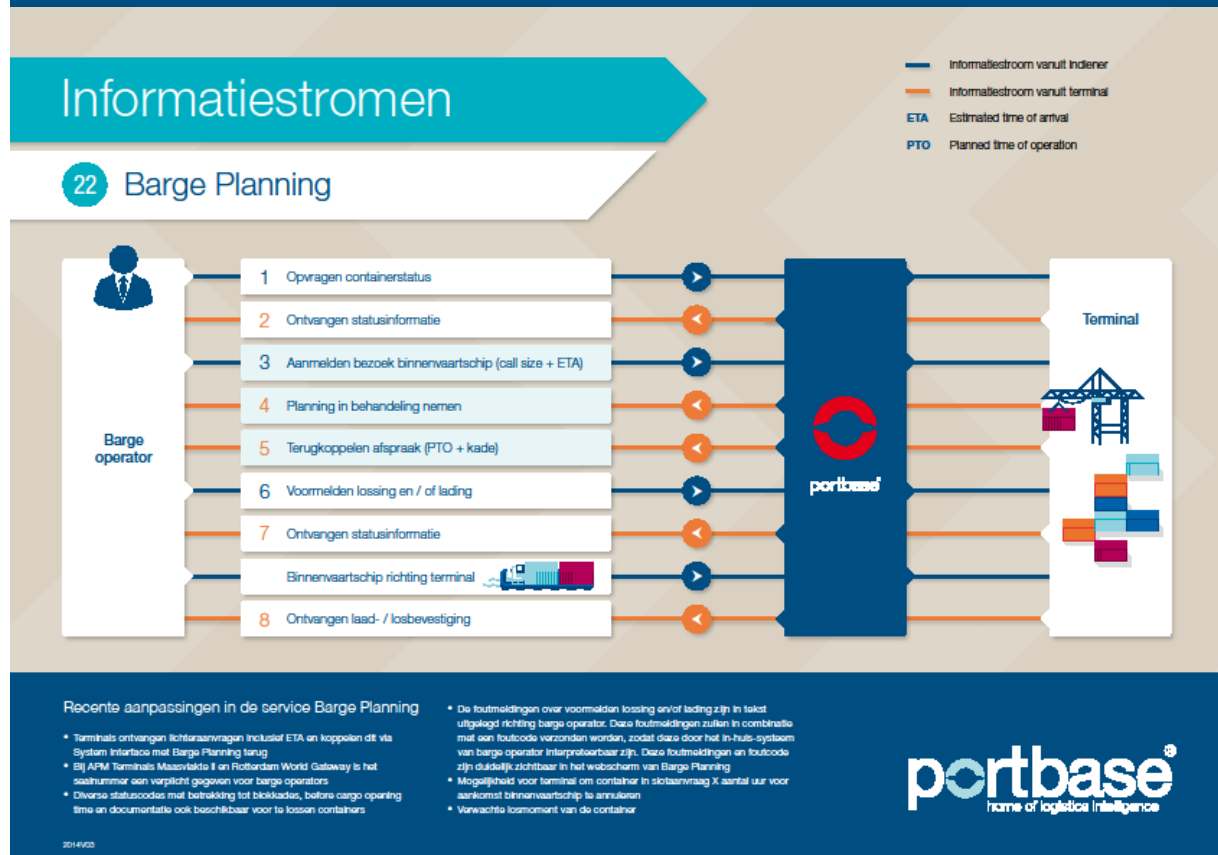 Informatiestromen
22 Barge Planning
Informatiestroom vanuit indiener
Informatiestroom vanuit terminal
ETA Estimated time of arrival
PTO Planned time of operation
Barge
operator
1 Opvragen containerstatus
2 Ontvangen statusinformatie
3 Aanmelden bezoek binnenvaartschip (call size + ETA)
4 Planning in behandeling nemen
5 Terugkoppelen afspraak (PTO + kade)
6 Voormelden lossing en / of lading
7 Ontvangen statusinformatie
Binnenvaartschip richting terminal
8 Ontvangen laad- / losbevestiging
portbase
Terminal
Recente aanpassingen in de service Barge Planning
• Terminals ontvangen lichteraanvragen inclusief ETA en koppelen dit via
System Interface met Barge Planning terug
• Bij APM Terminals Maasvlakte II en Rotterdam World Gateway is het
sealnummer een verplicht gegeven voor barge operators
• Diverse statuscodes met betrekking tot blokkades, before cargo opening
time en documentatie ook beschikbaar voor te lossen containers
• De foutmeldingen over voormelden lossing en/of lading zijn in tekst
uitgelegd richting barge operator. Deze foutmeldingen zullen in combinatie
met een foutcode verzonden worden, zodat deze door het in-huis-systeem
van barge operator interpreteerbaar zijn. Deze foutmeldingen en foutcode
zijn duidelijk zichtbaar in het webscherm van Barge Planning
• Mogelijkheid voor terminal om container in slotaanvraag X aantal uur voor
aankomst binnenvaartschip te annuleren
• Verwachte losmoment van de container
portbase®
home of logistics intelligence
2014V03